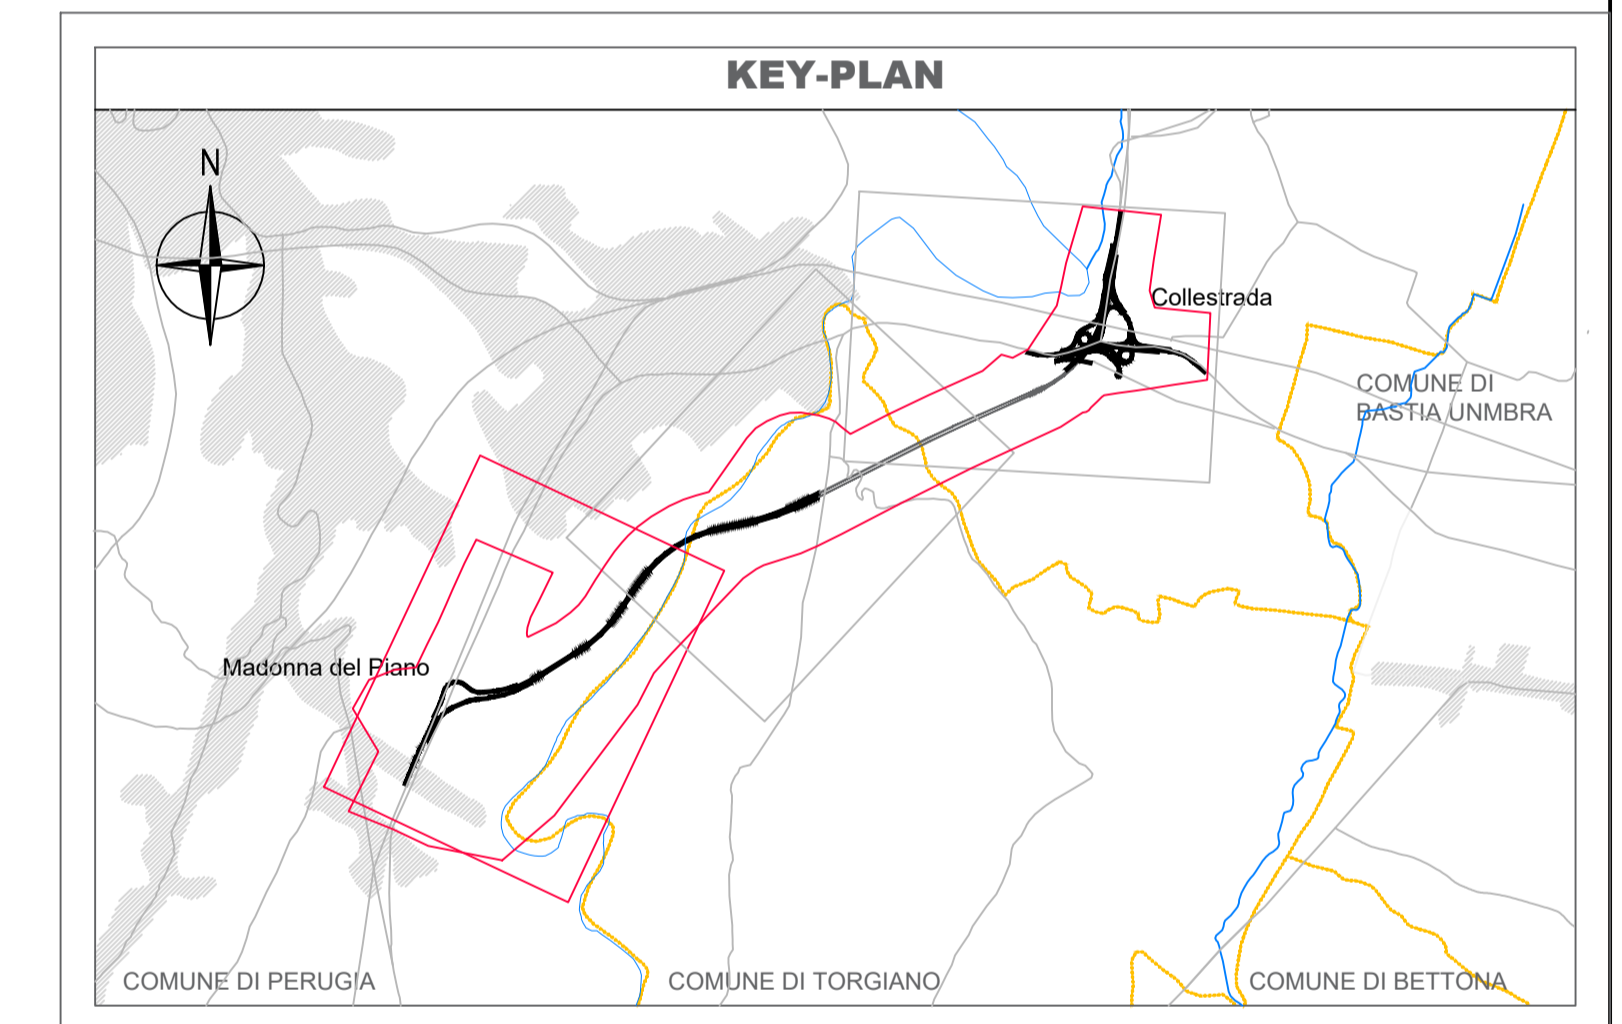 KEY-PLAN
N
Collestrada
COMUNE DI
BASTIA UNMBRA
Madonna del Piano
COMUNE DI PERUGIA
COMUNE DI TORGIANO
COMUNE DI BETTONA